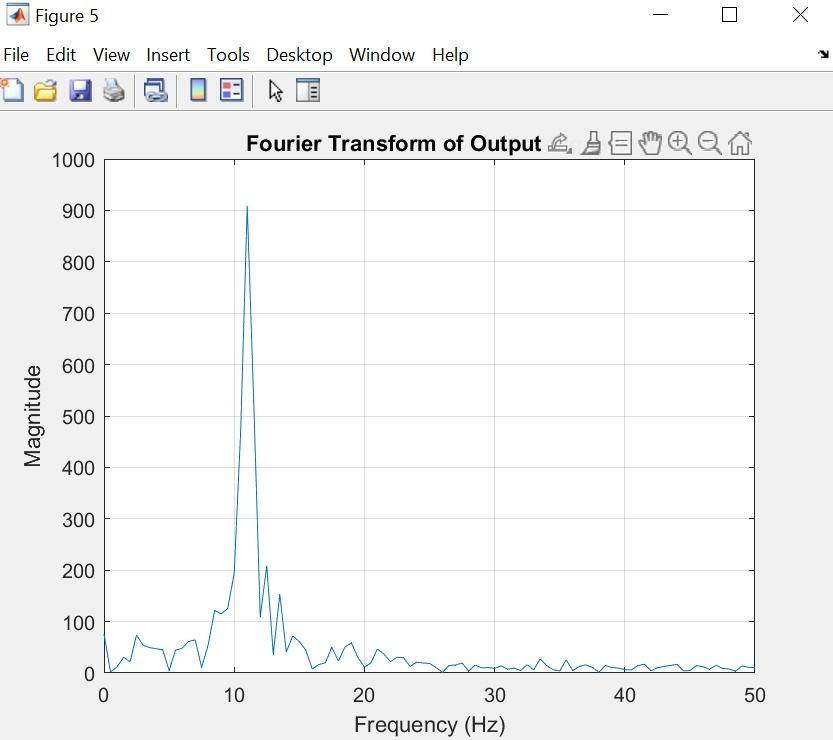 Figure 5
File Edit View Insert Tools Desktop Window Help
Fourier Transform of Output
1000
900
800
700
600
500
400
300
200
100
0
Magnitude
0 10 20 30 40 50
Frequency (Hz)